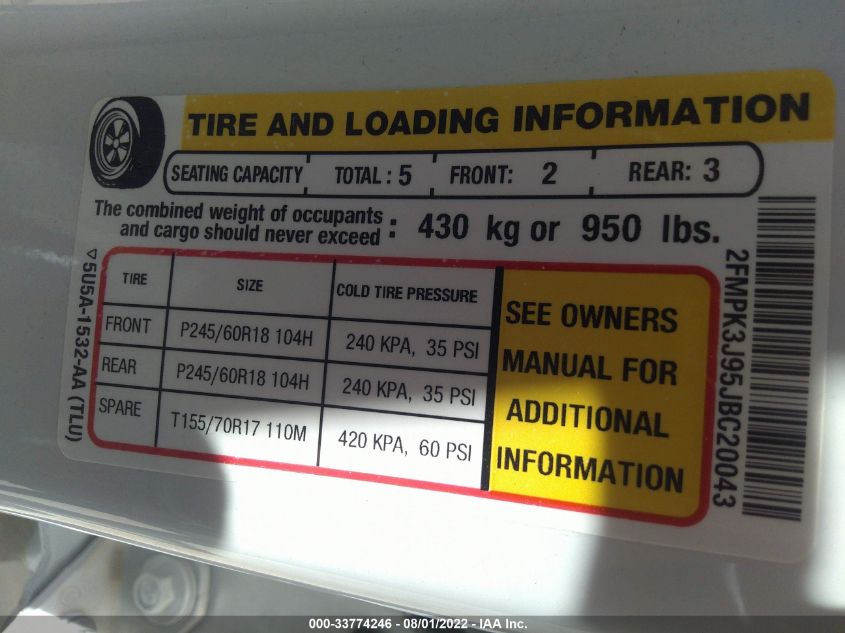 TIRE AND LOADING INFORMATION
SEATING CAPACITY TOTAL : 5 FRONT: 2 REAR: 3
The combined weight of occupants
and cargo should never exceed : 430 kg or 950 lbs.
TIRE SIZE COLD TIRE PRESSURE
FRONT P245/60R18 104H 240 KPA, 35 PSI
REAR P245/60R18 104H 240 KPA, 35 PSI
SPARE T155/70R17 110M 420 KPA, 60 PSI
SEE OWNERS
MANUAL FOR
ADDITIONAL
INFORMATION
5U5A-1532-AA (TLU)
2FMPK3J95JBC20043
000-33774246 - 08/01/2022 - IAA Inc.